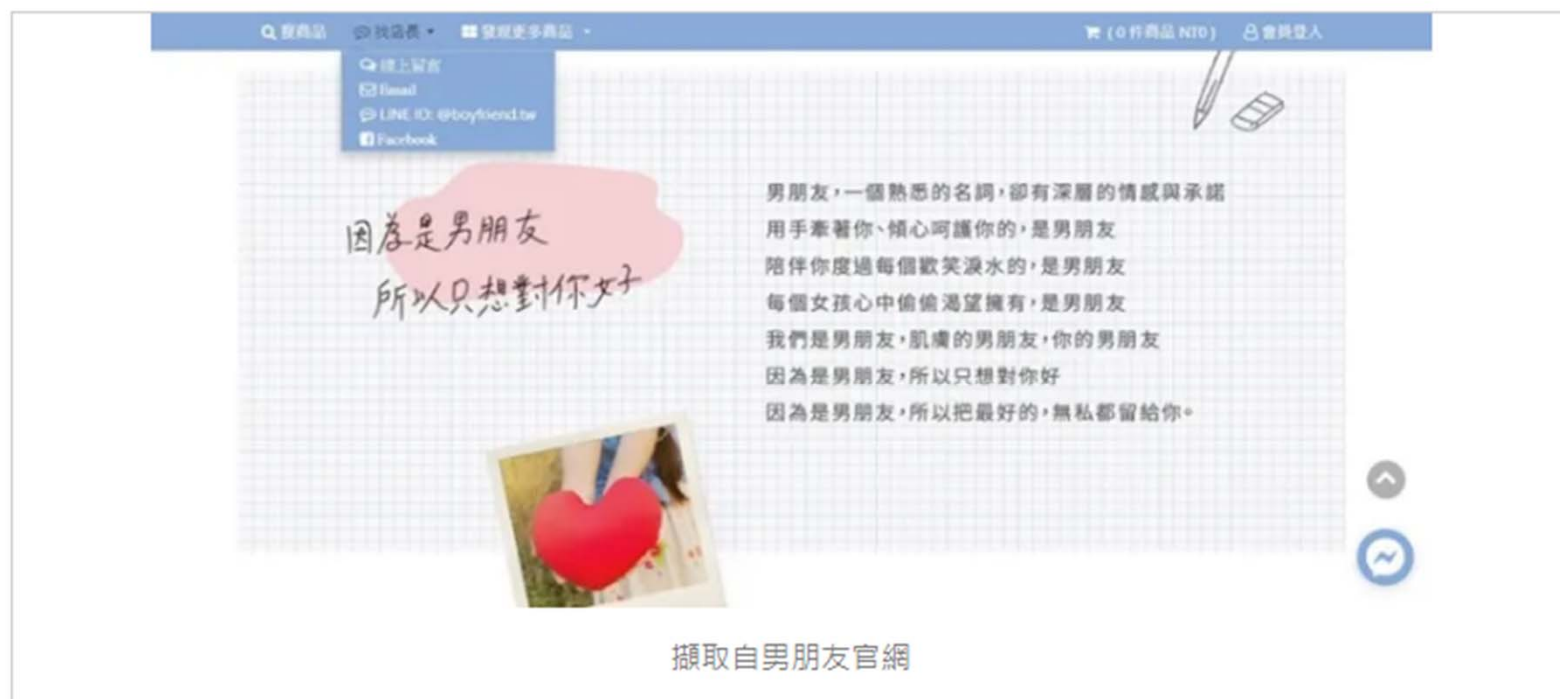 搜商品 找店長 發掘更多商品 ( 0 件商品 NT0 ) 會員登入
線上留言
Email
LINE ID: @boyfriend.tw
Facebook
因為是男朋友
所以只想對你好
男朋友,一個熟悉的名詞,卻有深層的情感與承諾
用手牽著你、傾心呵護你的,是男朋友
陪伴你度過每個歡笑淚水的,是男朋友
每個女孩心中偷偷渴望擁有,是男朋友
我們是男朋友,肌膚的男朋友,你的男朋友
因為是男朋友,所以只想對你好
因為是男朋友,所以把最好的,無私都留給你。
擷取自男朋友官網